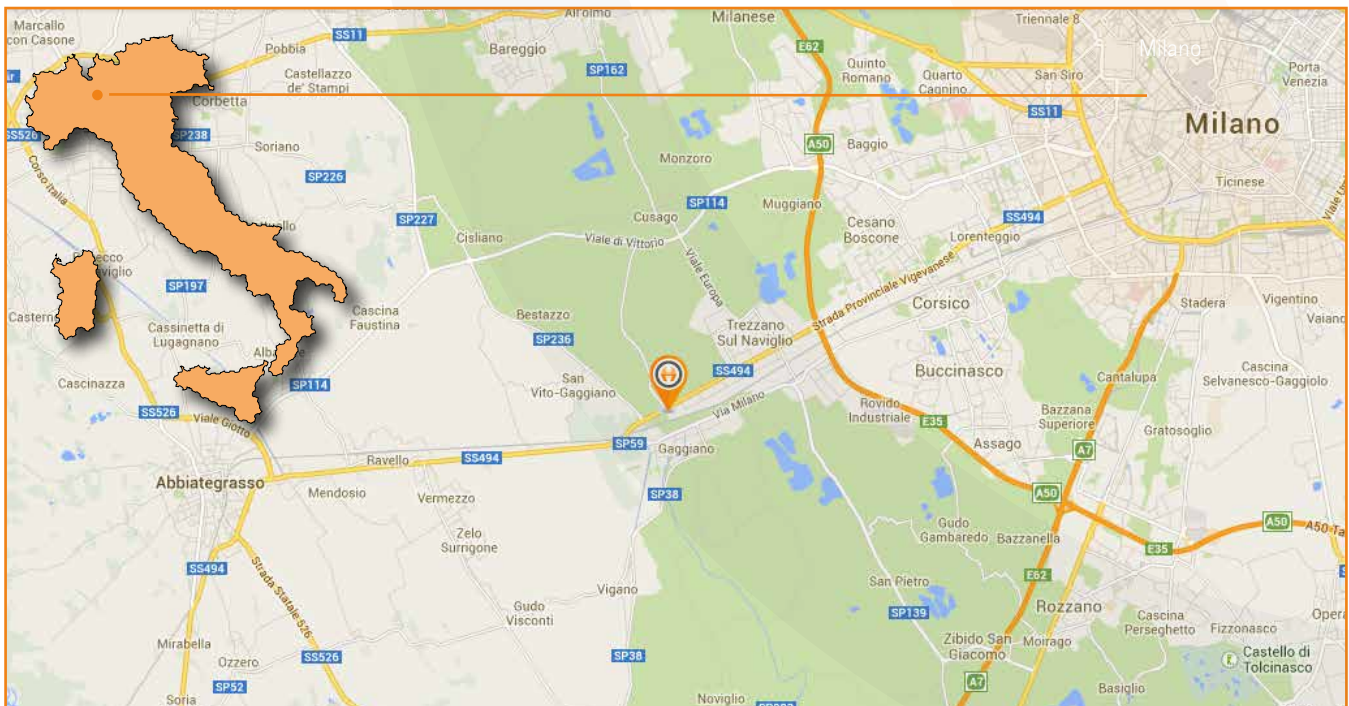 Marcallo
con Casone
SS11
Pobbia
Bareggio
Milanese
E62
Triennale 8
Milano
Castellazzo
de' Stampi
SP162
Quinto
Romano
Quarto
Cagnino
San Siro
Porta
Venezia
Corbetta
SS11
Milano
SS526
SP238
Soriano
Monzoro
A50
Baggio
Corso Italia
SP226
Ticinese
SP227
Cusago
SP114
Muggiano
Cesano
Boscone
SS494
Lorenteggio
Cisliano
Viale di Vittorio
Viale Europa
Strada Provinciale Vigevanese
SP197
Cascina
Faustina
Bestazzo
Corsico
Stadera
Vigentino
Cassinetta di
Lugagnano
SP236
Trezzano
Sul Naviglio
SS494
Buccinasco
Cascina
Selvanesco-Gaggiolo
Cascinazza
SP114
San
Vito-Gaggiano
Cantalupa
SS526
Viale Giotto
Via Milano
Rovido
Industriale
E35
Bazzana
Superiore
Gratosoglio
SP59
Gaggiano
Assago
A7
Ravello
SS494
Abbiategrasso
Mendosio
Vermezzo
SP38
A50
Zelo
Surrigone
Gudo
Gambaredo
Bazzanella
A50
E35
SS494
Strada Statale 526
Vigano
San Pietro
E62
Gudo
Visconti
SP139
Rozzano
Cascina
Perseghetto
Fizzonasco
Mirabella
Zibido San
Giacomo
Moirago
Ozzero
SS526
SP38
Castello di
Tolcinasco
SP52
A7
Basiglio
Soria
Noviglio